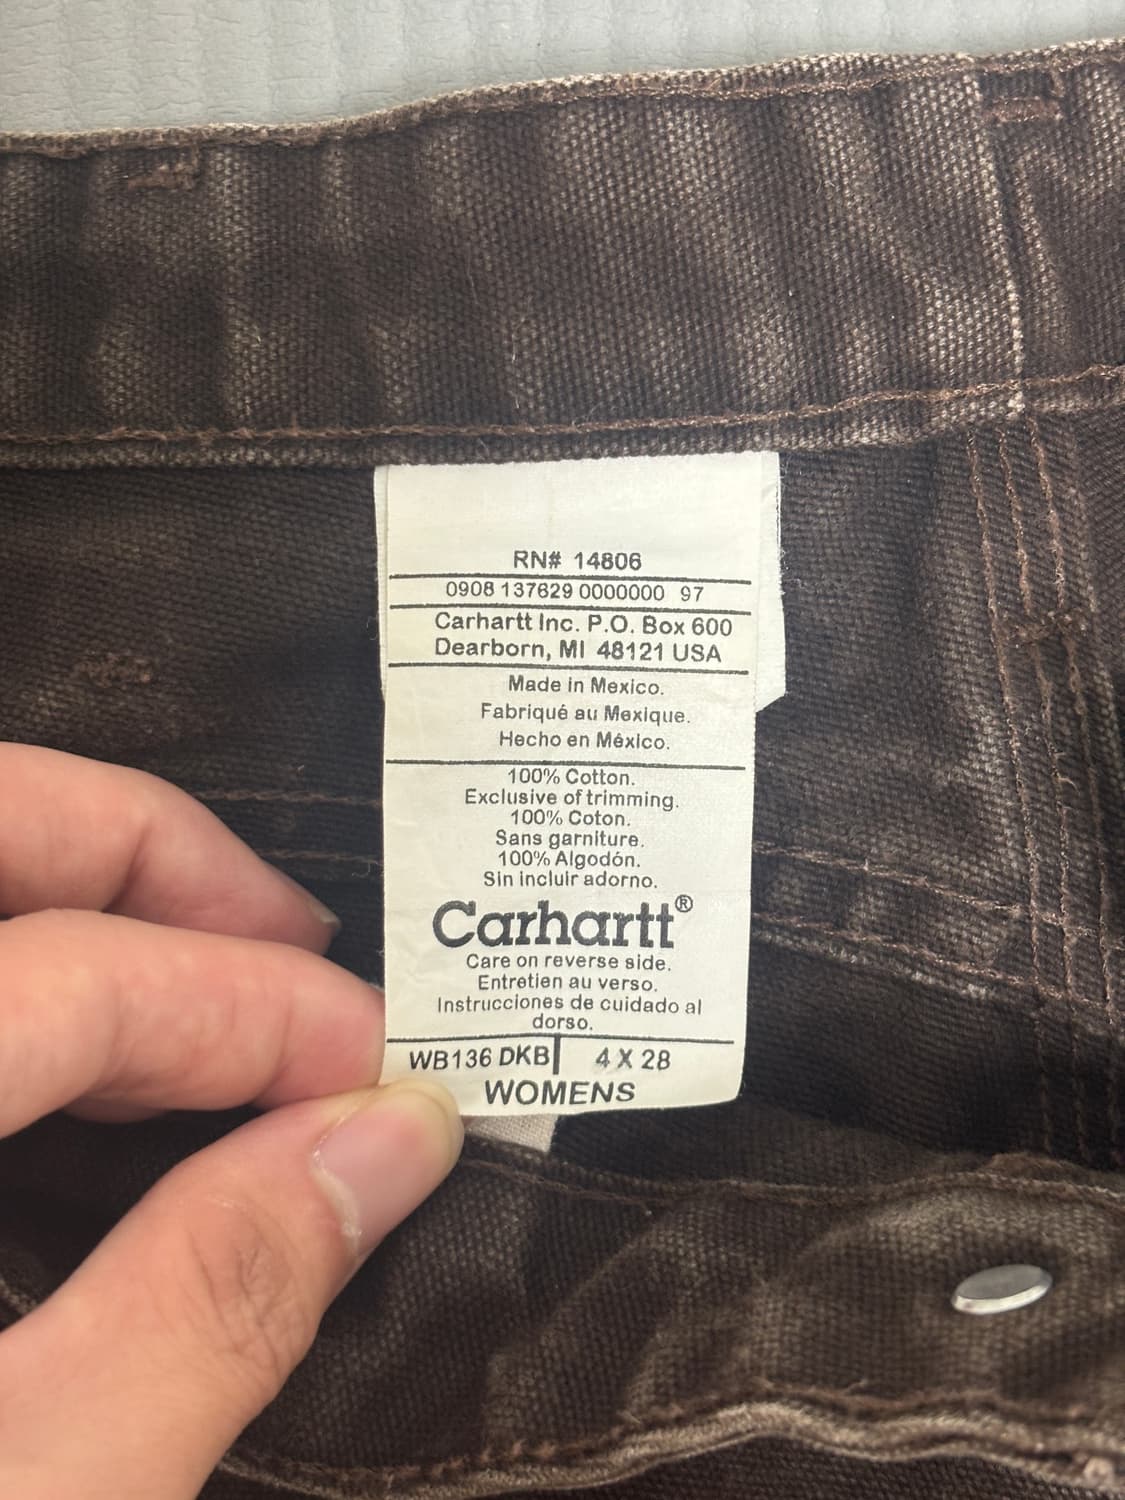 RN# 14806
0908 137629 0000000 97
Carhartt Inc. P.O. Box 600
Dearborn, MI 48121 USA
Made in Mexico.
Fabriqué au Mexique.
Hecho en México.
100% Cotton.
Exclusive of trimming.
100% Coton.
Sans garniture.
100% Algodón.
Sin incluir adorno.
Carhartt®
Care on reverse side.
Entretien au verso.
Instrucciones de cuidado al
dorso.
WB136 DKB 4 X 28
WOMENS